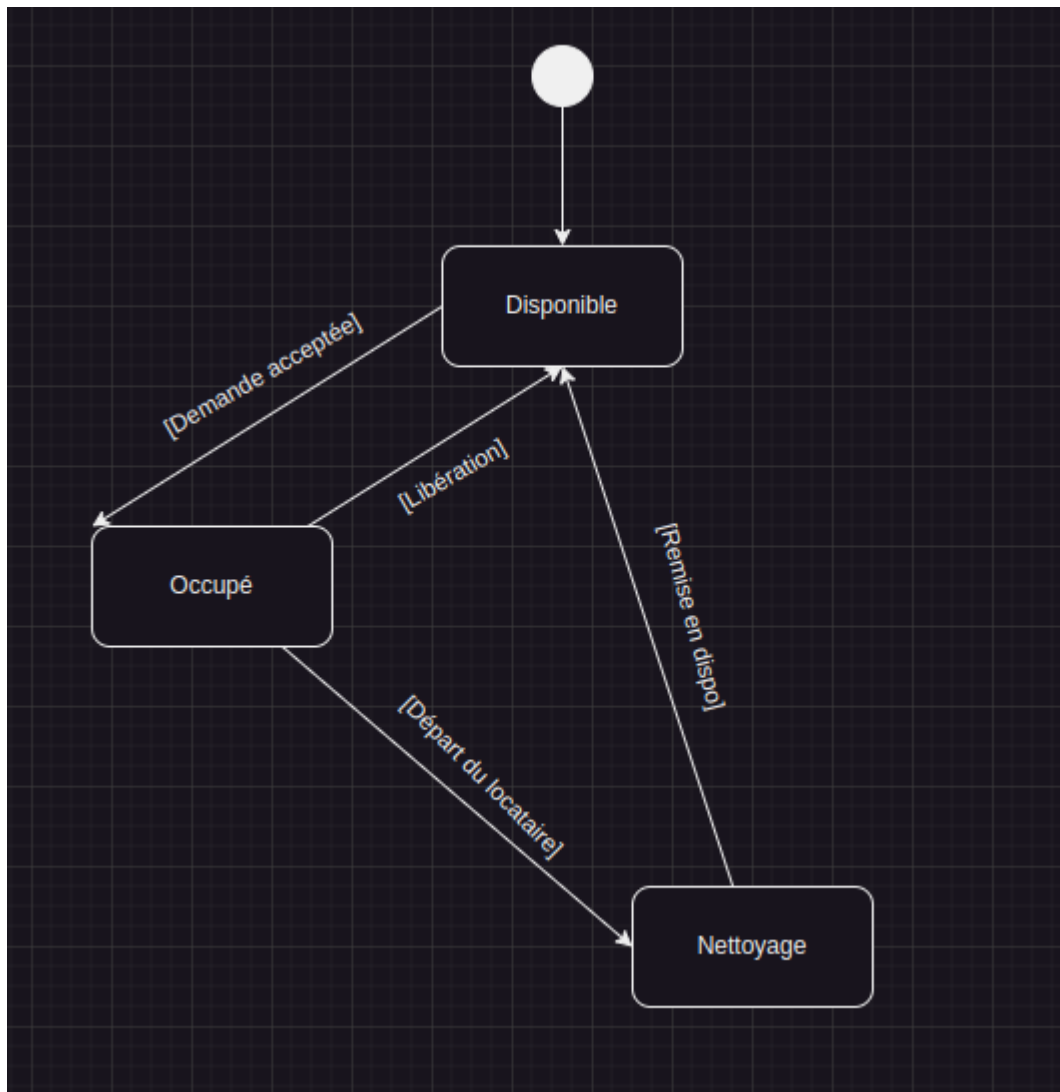 Disponible
[Demande acceptée]
[Libération]
[Remise en dispo]
Occupé
[Départ du locataire]
Nettoyage